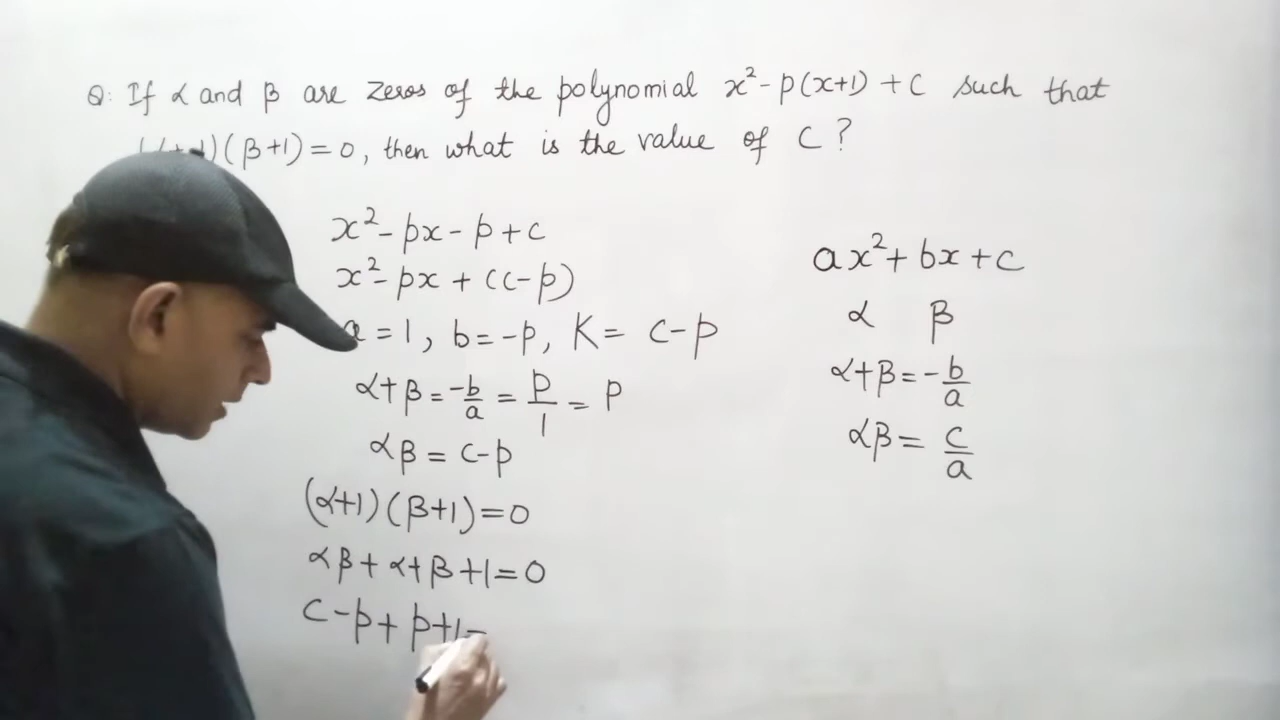 Q: If α and β are zeros of the polynomial x²-p(x+1)+c such that
(β+1)=0, then what is the value of c?
x²-px-p+c
x²-px+(c-p)
a=1, b=-p, K= c-p
α+β=-b/a = p/1 = p
αβ = c-p
(α+1)(β+1)=0
αβ+α+β+1=0
c-p+p+1=
ax²+bx+c
α β
α+β=-b/a
αβ= c/a